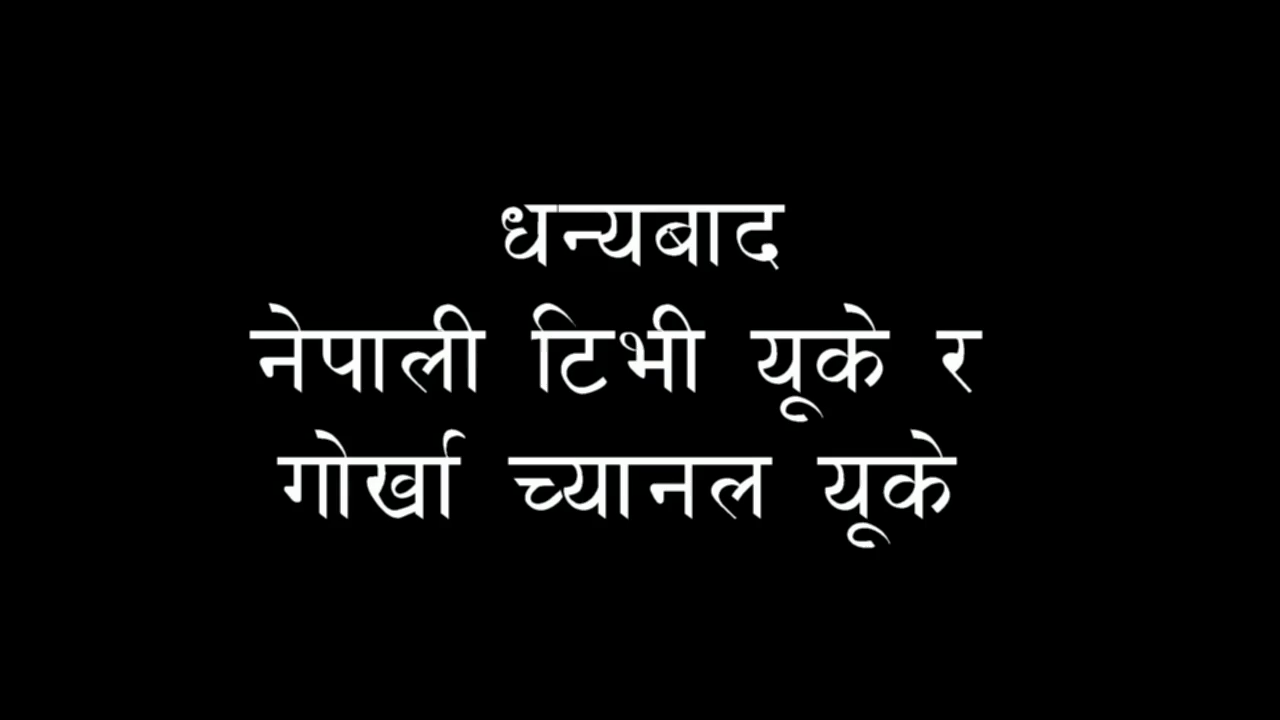 धन्यबाद
नेपाली टिभी यूके र
गोर्खा च्यानल यूके